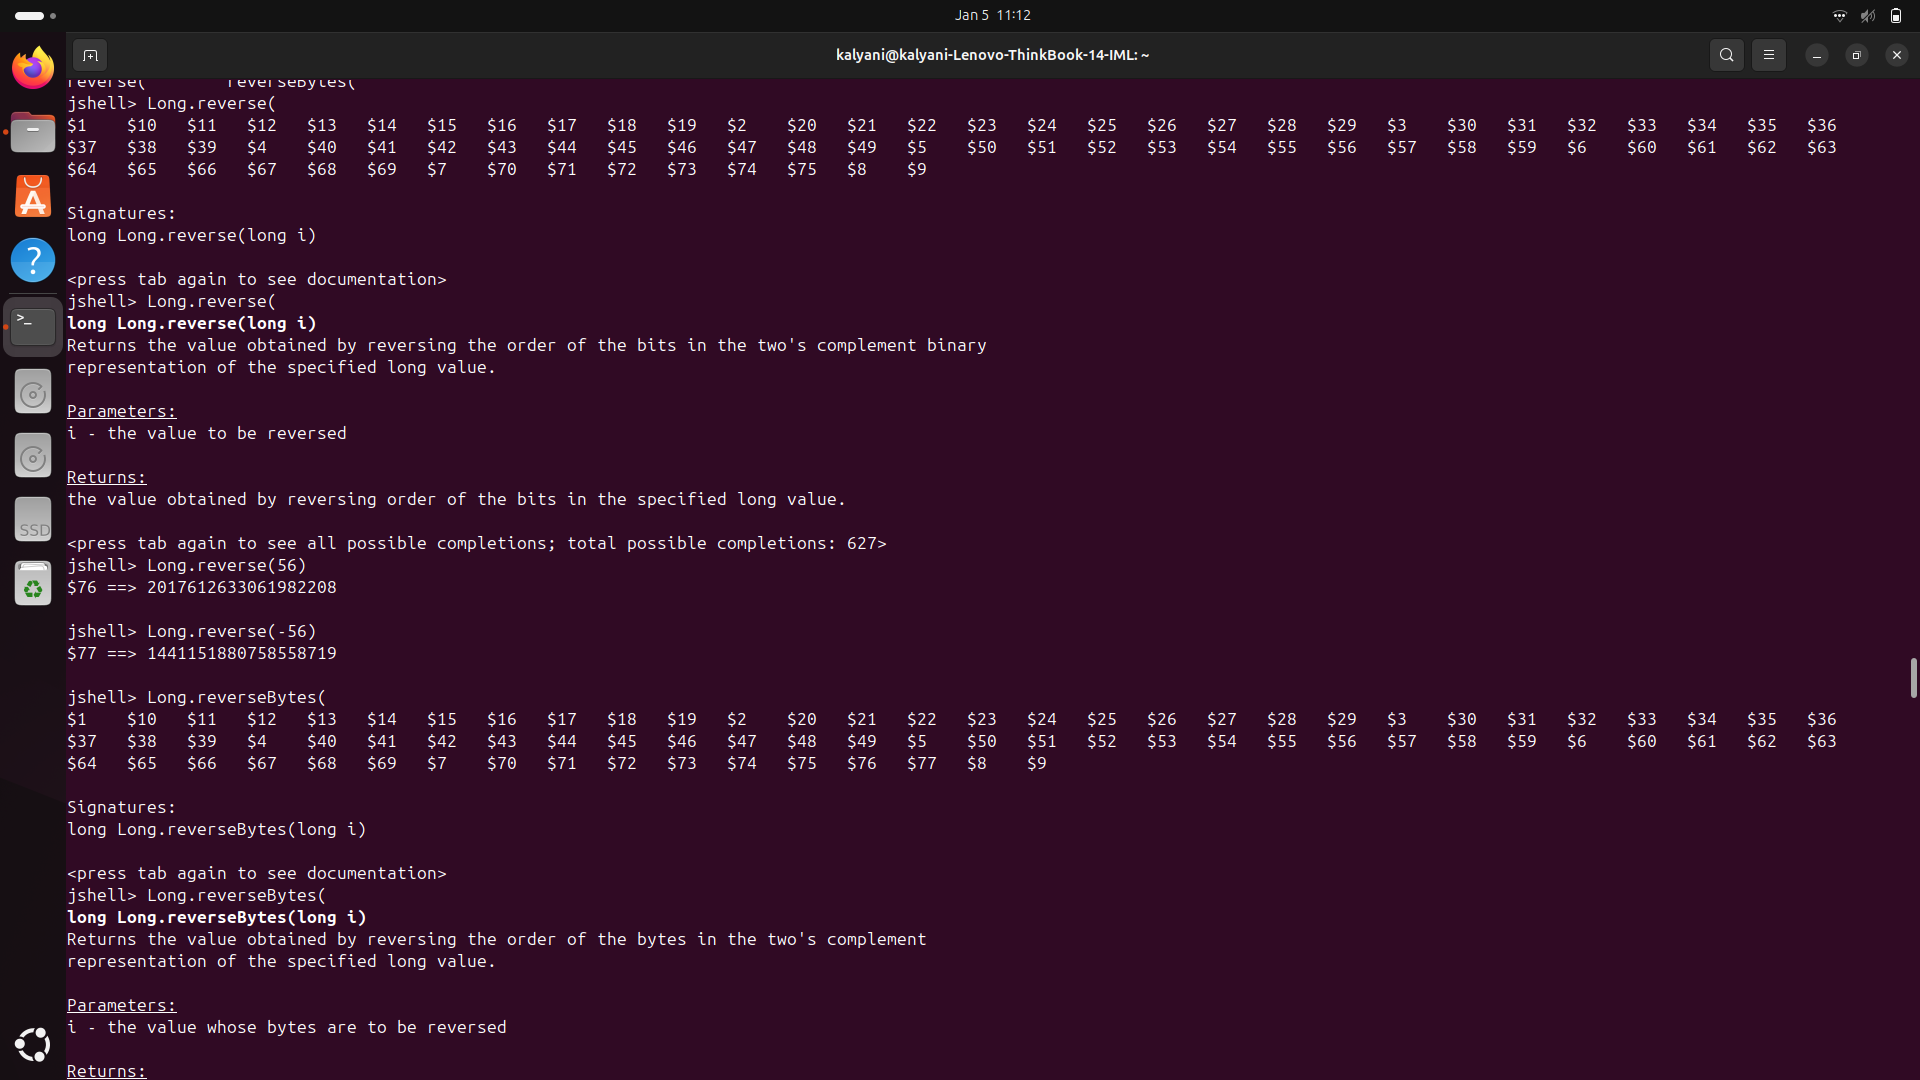 Jan 5 11:12
kalyani@kalyani-Lenovo-ThinkBook-14-IML: ~
reverse( reverseBytes(
jshell> Long.reverse(
$1 $10 $11 $12 $13 $14 $15 $16 $17 $18 $19 $2 $20 $21 $22 $23 $24 $25 $26 $27 $28 $29 $3 $30 $31 $32 $33 $34 $35 $36
$37 $38 $39 $4 $40 $41 $42 $43 $44 $45 $46 $47 $48 $49 $5 $50 $51 $52 $53 $54 $55 $56 $57 $58 $59 $6 $60 $61 $62 $63
$64 $65 $66 $67 $68 $69 $7 $70 $71 $72 $73 $74 $75 $8 $9
Signatures:
long Long.reverse(long i)
<press tab again to see documentation>
jshell> Long.reverse(
long Long.reverse(long i)
Returns the value obtained by reversing the order of the bits in the two's complement binary
representation of the specified long value.
Parameters:
i - the value to be reversed
Returns:
the value obtained by reversing order of the bits in the specified long value.
<press tab again to see all possible completions; total possible completions: 627>
jshell> Long.reverse(56)
$76 ==> 2017612633061982208
jshell> Long.reverse(-56)
$77 ==> 1441151880758558719
jshell> Long.reverseBytes(
$1 $10 $11 $12 $13 $14 $15 $16 $17 $18 $19 $2 $20 $21 $22 $23 $24 $25 $26 $27 $28 $29 $3 $30 $31 $32 $33 $34 $35 $36
$37 $38 $39 $4 $40 $41 $42 $43 $44 $45 $46 $47 $48 $49 $5 $50 $51 $52 $53 $54 $55 $56 $57 $58 $59 $6 $60 $61 $62 $63
$64 $65 $66 $67 $68 $69 $7 $70 $71 $72 $73 $74 $75 $76 $77 $8 $9
Signatures:
long Long.reverseBytes(long i)
<press tab again to see documentation>
jshell> Long.reverseBytes(
long Long.reverseBytes(long i)
Returns the value obtained by reversing the order of the bytes in the two's complement
representation of the specified long value.
Parameters:
i - the value whose bytes are to be reversed
Returns:
SSD